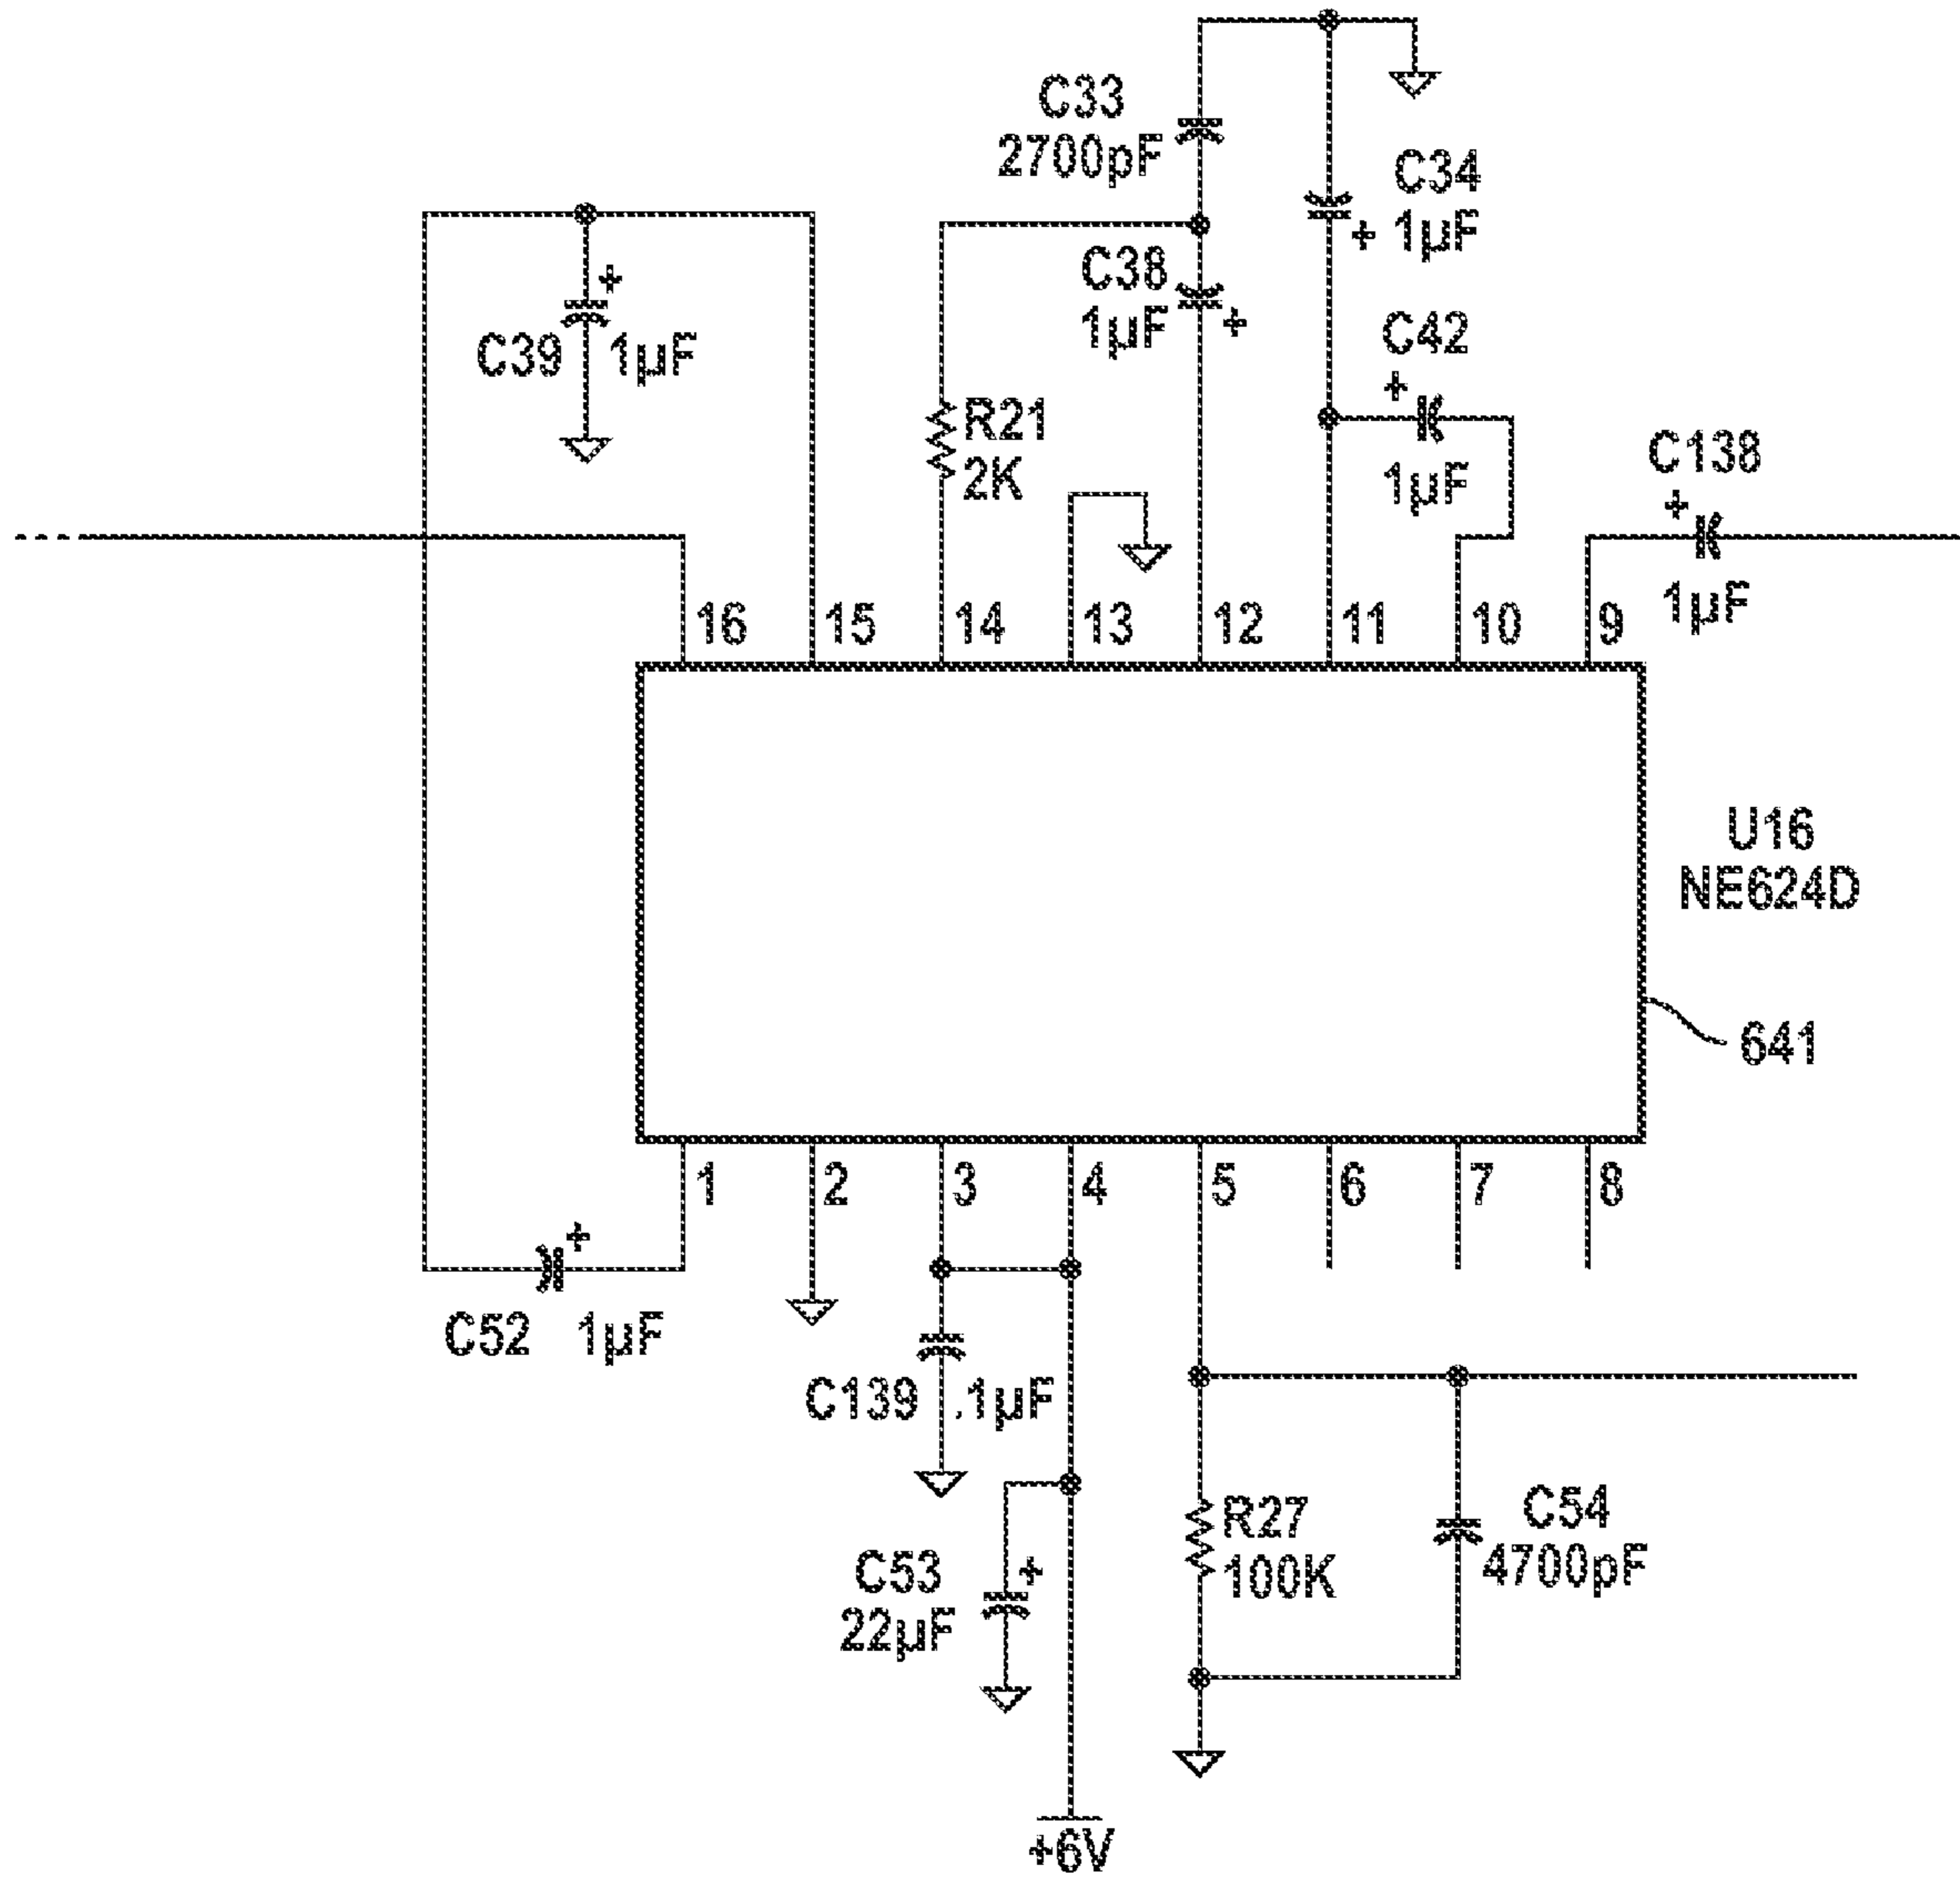 C33
2700pF
C34
+ 1µF
C38
1µF
+
+
C39 1µF
C42
+
1µF
R21
2K
C138
+
1µF
16 15 14 13 12 11 10 9
U16
NE624D
641
1 2 3 4 5 6 7 8
+
C52 1µF
C139 .1µF
C53
22µF
+
R27
100K
C54
4700pF
+6V